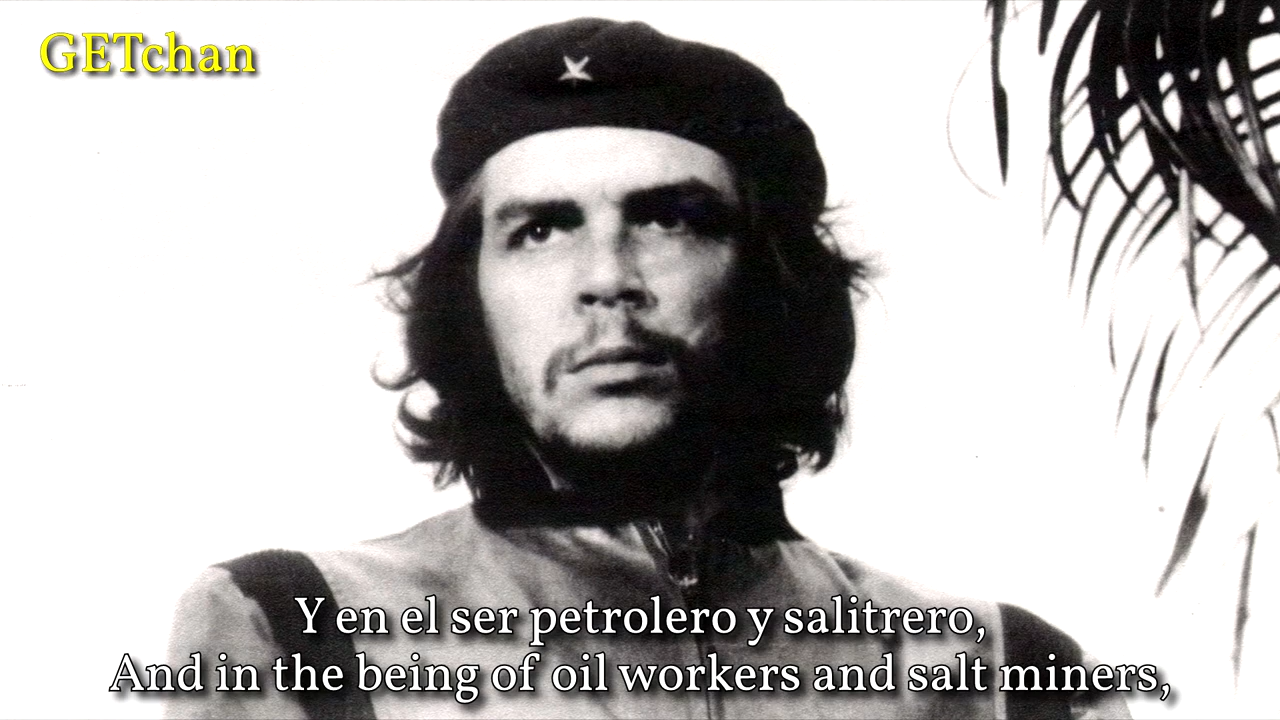 GETchan
Y en el ser petrolero y salitrero,
And in the being of oil workers and salt miners,